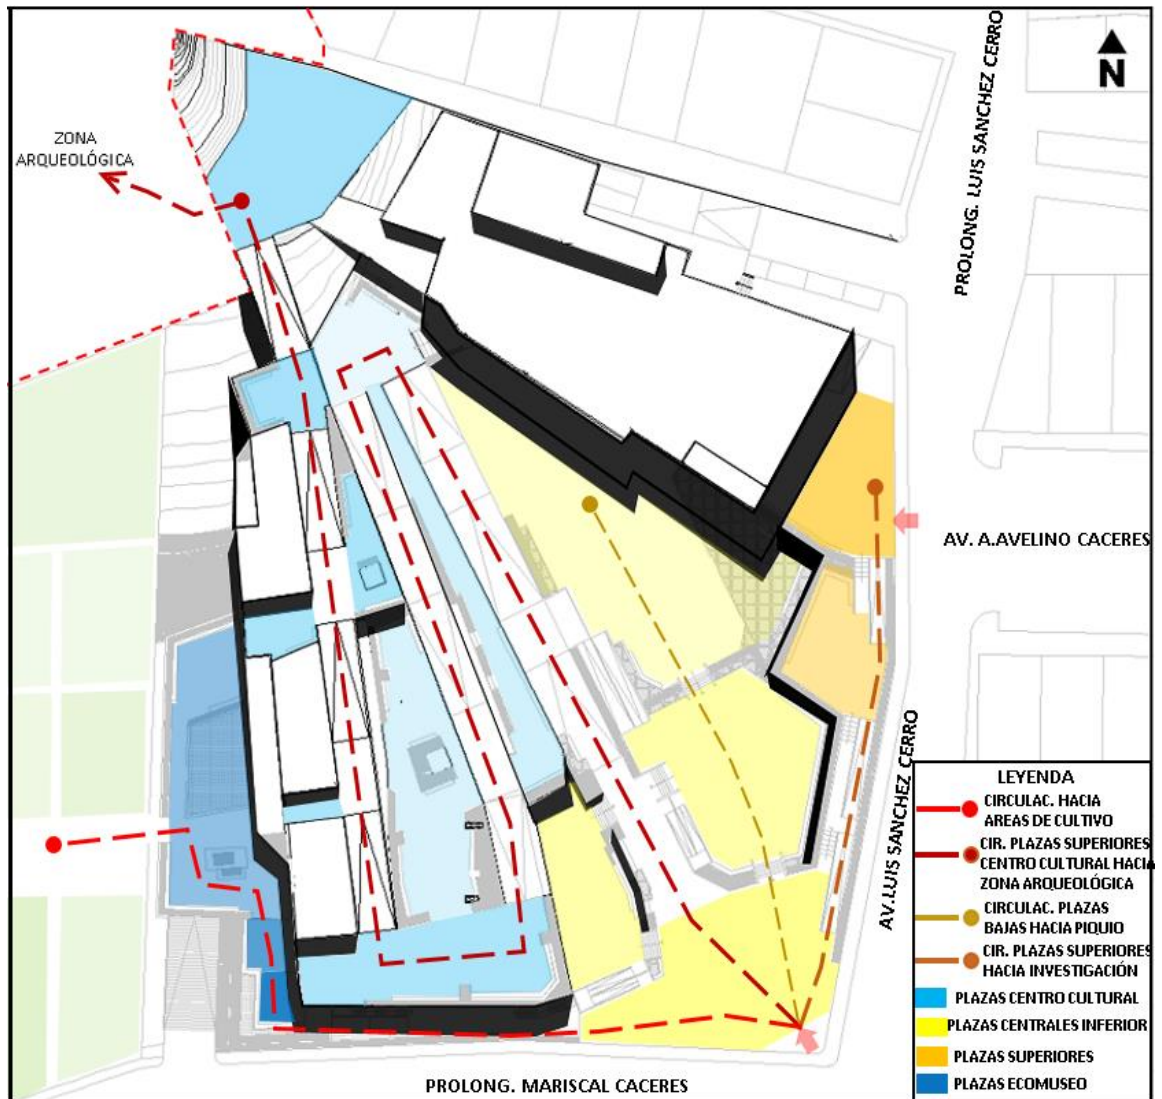 N
PROLONG. LUIS SANCHEZ CERRO
ZONA
ARQUEOLÓGICA
AV. A.AVELINO CACERES
AV.LUIS SANCHEZ CERRO
PROLONG. MARISCAL CACERES
LEYENDA
CIRCULAC. HACIA
AREAS DE CULTIVO
CIR. PLAZAS SUPERIORES
CENTRO CULTURAL HACIA
ZONA ARQUEOLÓGICA
CIRCULAC. PLAZAS
BAJAS HACIA PIQUIO
CIR. PLAZAS SUPERIORES
HACIA INVESTIGACIÓN
PLAZAS CENTRO CULTURAL
PLAZAS CENTRALES INFERIOR
PLAZAS SUPERIORES
PLAZAS ECOMUSEO